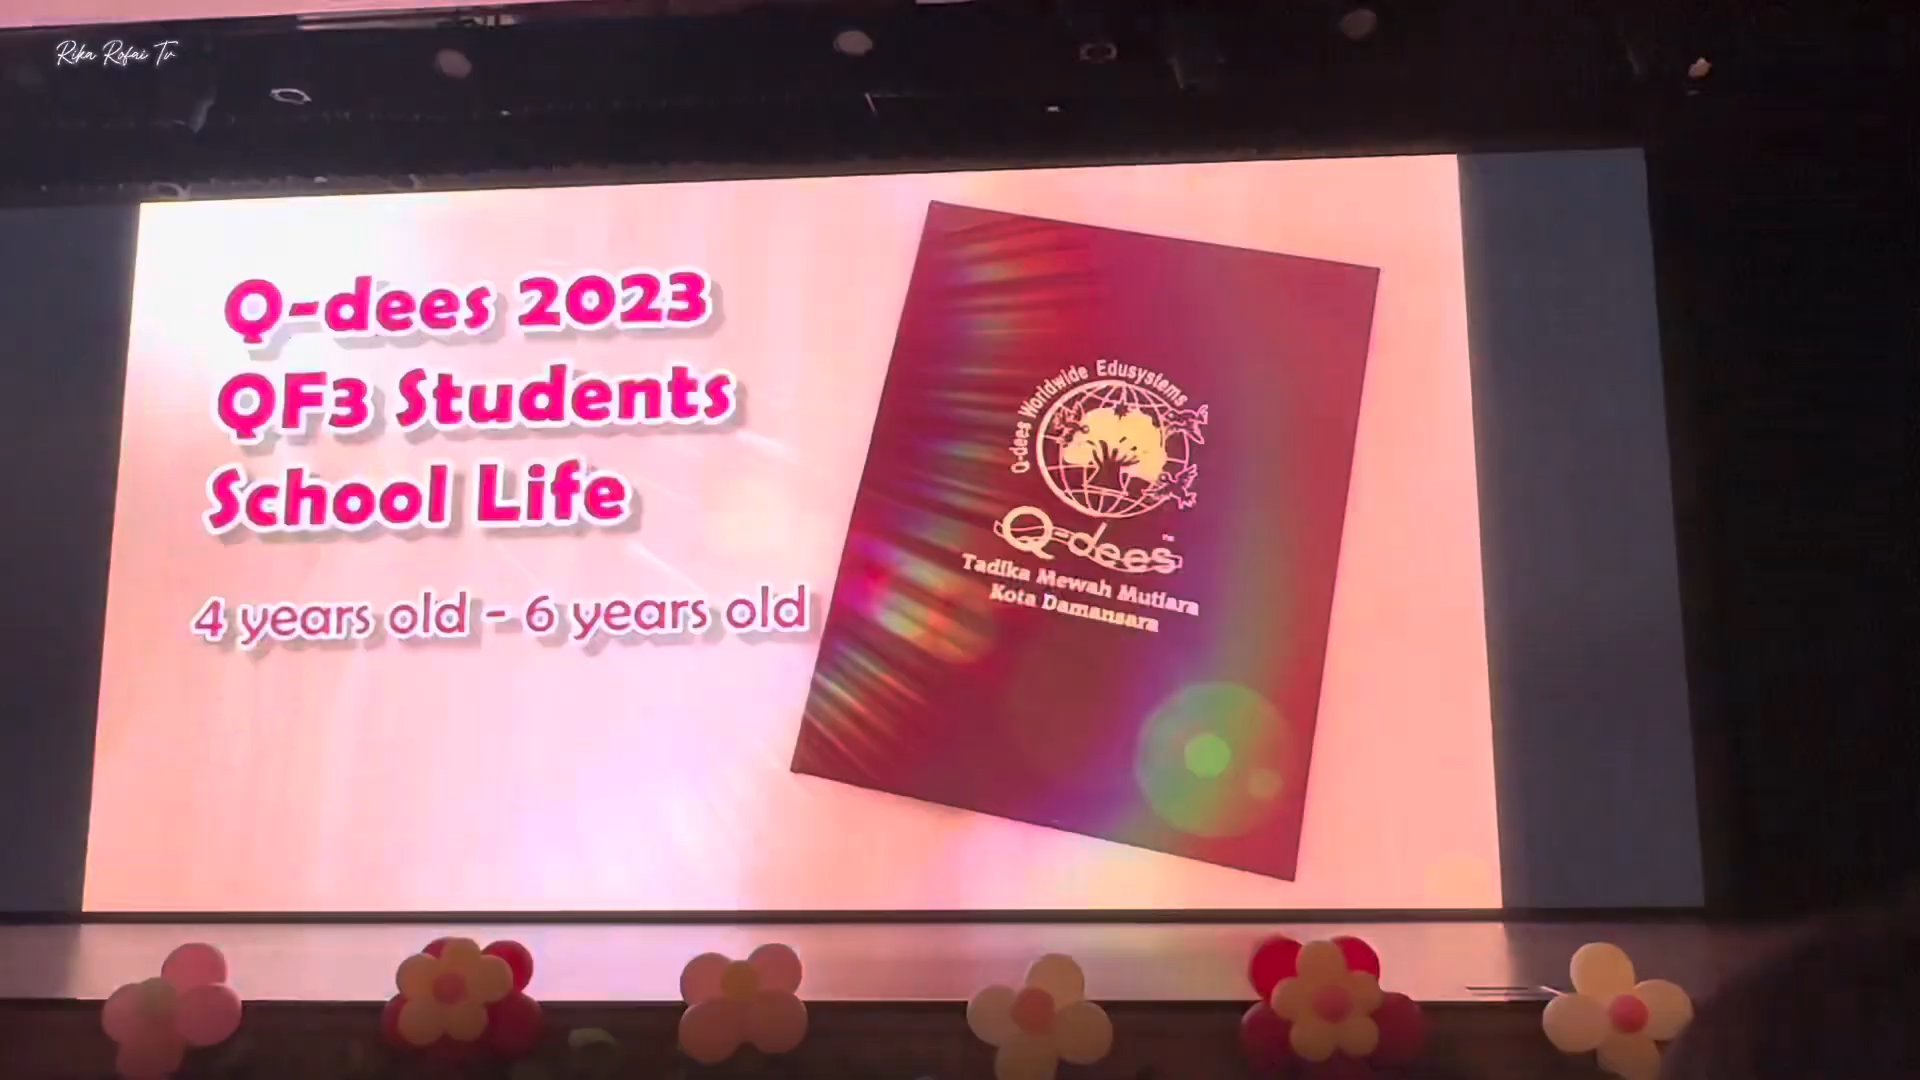 Rika Rofai Tv
Q-dees 2023
QF3 Students
School Life
4 years old - 6 years old
Q-dees Worldwide Edusystems
Q-dees™
Tadika Mewah Mutiara
Kota Damansara